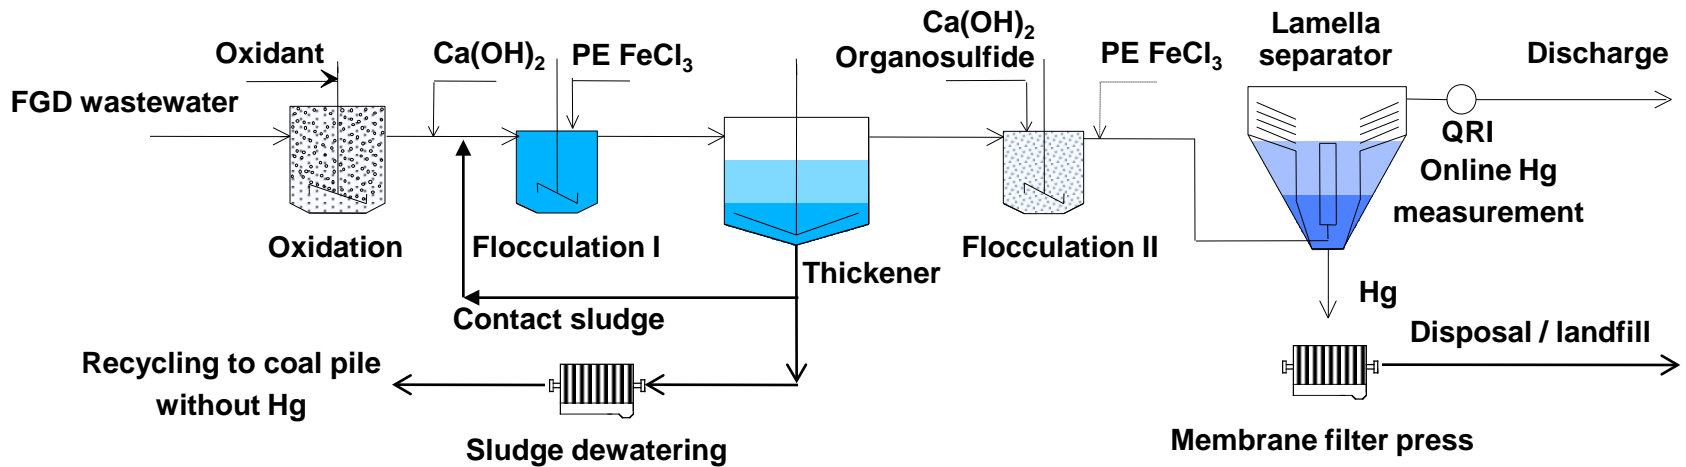 Oxidant
FGD wastewater
Oxidation
Ca(OH)₂
PE FeCl₃
Flocculation I
Contact sludge
Thickener
Ca(OH)₂
Organosulfide
Flocculation II
PE FeCl₃
Lamella
separator
Discharge
QRI
Online Hg
measurement
Hg
Disposal / landfill
Membrane filter press
Recycling to coal pile
without Hg
Sludge dewatering